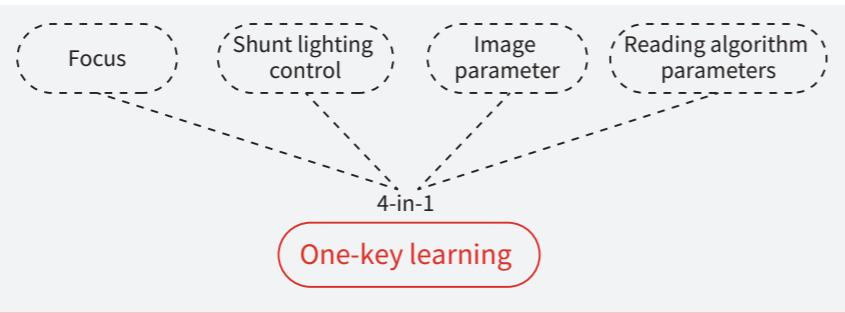 Focus
Shunt lighting
control
Image
parameter
Reading algorithm
parameters
4-in-1
One-key learning